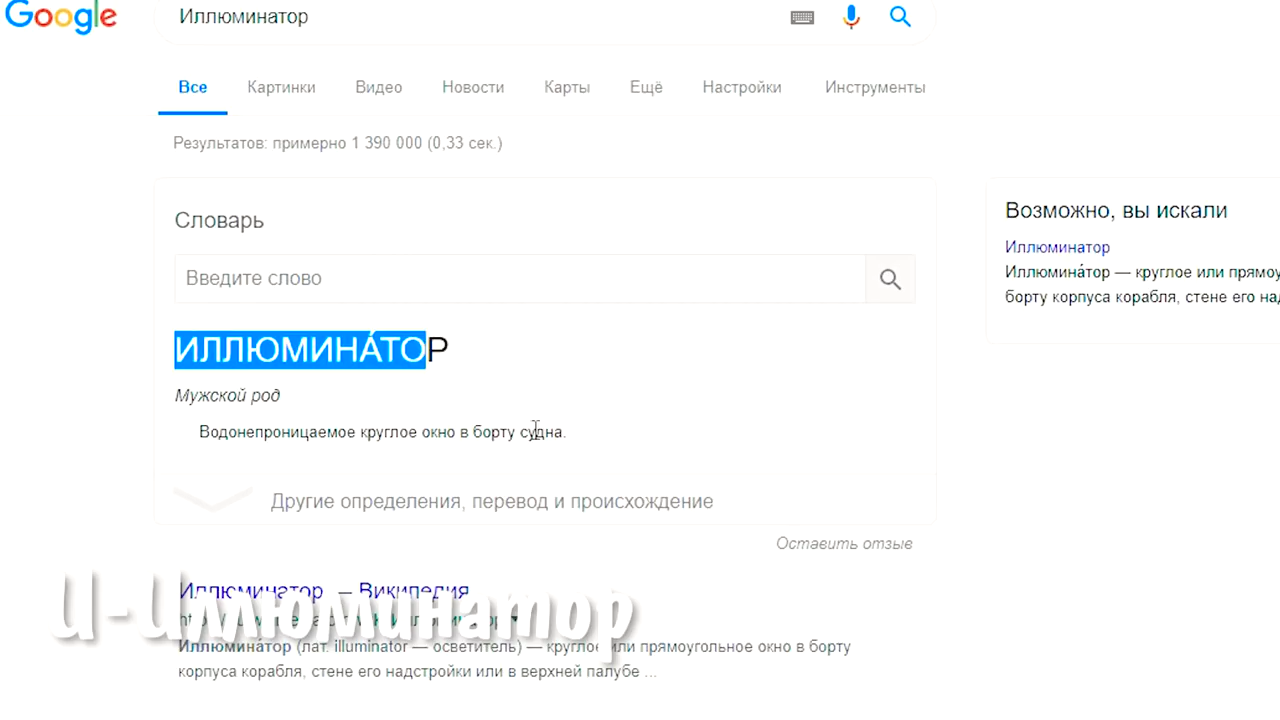 Google
Иллюминатор
Все Картинки Видео Новости Карты Ещё Настройки Инструменты
Результатов: примерно 1 390 000 (0,33 сек.)
Словарь
Введите слово
ИЛЛЮМИНА́ТОР
Мужской род
Водонепроницаемое круглое окно в борту судна.
Другие определения, перевод и происхождение
Оставить отзыв
Иллюминатор — Википедия
И-Иллюминатор
Иллюмина́тор (лат. illuminator — осветитель) — круглое или прямоугольное окно в борту
корпуса корабля, стене его надстройки или в верхней палубе ...
Возможно, вы искали
Иллюминатор
Иллюмина́тор — круглое или
борту корпуса корабля, стене его